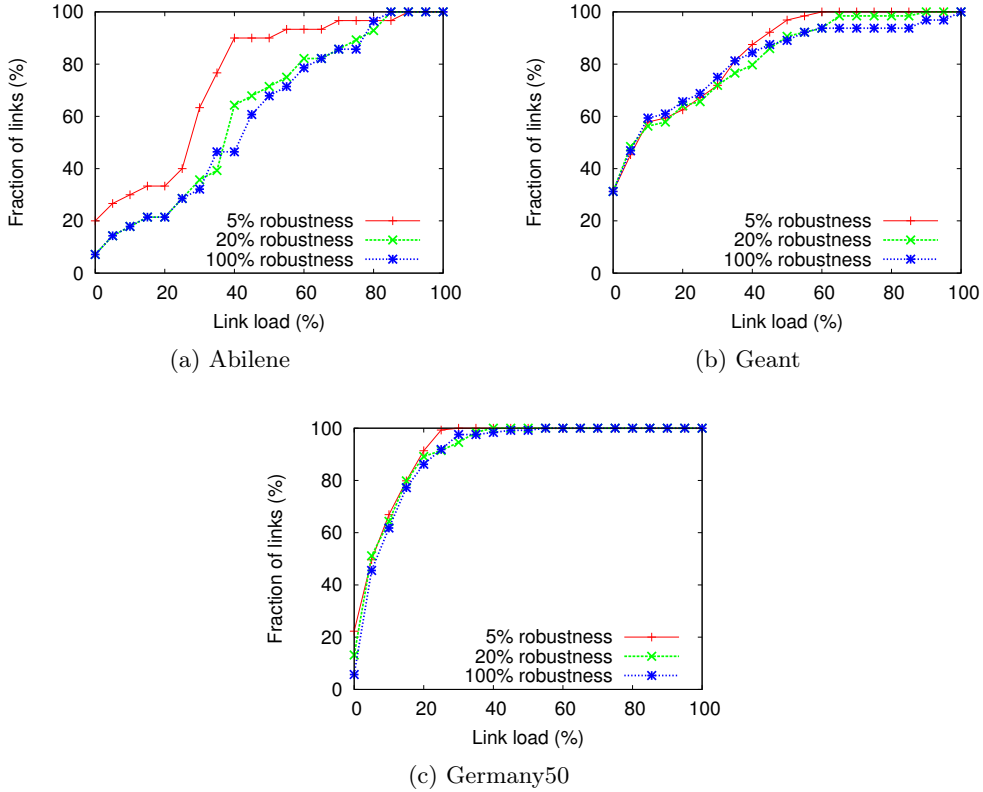 100
80
60
40
20
0
Fraction of links (%)
5% robustness
20% robustness
100% robustness
0 20 40 60 80 100
Link load (%)
(a) Abilene
100
80
60
40
20
0
Fraction of links (%)
5% robustness
20% robustness
100% robustness
0 20 40 60 80 100
Link load (%)
(b) Geant
100
80
60
40
20
0
Fraction of links (%)
5% robustness
20% robustness
100% robustness
0 20 40 60 80 100
Link load (%)
(c) Germany50